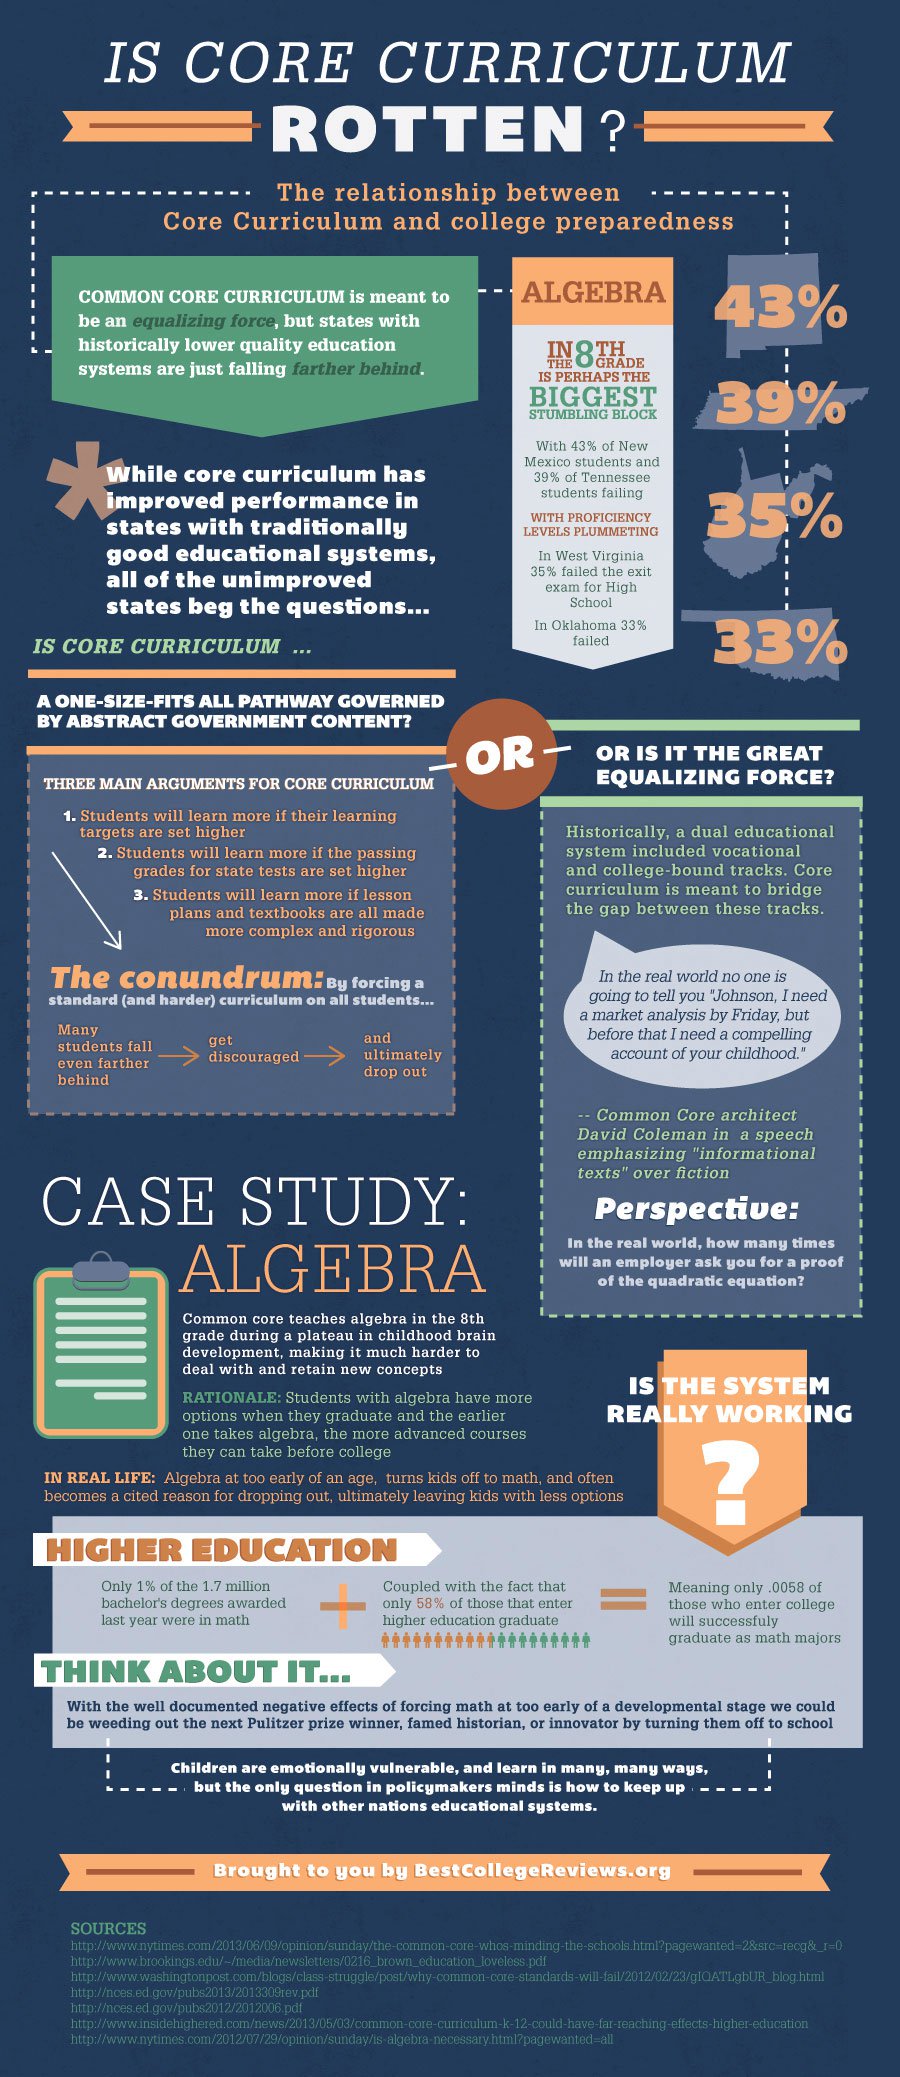 IS CORE CURRICULUM
ROTTEN?
The relationship between
Core Curriculum and college preparedness
COMMON CORE CURRICULUM is meant to
be an equalizing force, but states with
historically lower quality education
systems are just falling farther behind.
ALGEBRA
IN 8TH
THE GRADE
IS PERHAPS THE
BIGGEST
STUMBLING BLOCK
With 43% of New
Mexico students and
39% of Tennessee
students failing
WITH PROFICIENCY
LEVELS PLUMMETING
In West Virginia
35% failed the exit
exam for High
School
In Oklahoma 33%
failed
43%
39%
35%
33%
*While core curriculum has
improved performance in
states with traditionally
good educational systems,
all of the unimproved
states beg the questions...
IS CORE CURRICULUM ...
A ONE-SIZE-FITS ALL PATHWAY GOVERNED
BY ABSTRACT GOVERNMENT CONTENT?
THREE MAIN ARGUMENTS FOR CORE CURRICULUM
1. Students will learn more if their learning
targets are set higher
2. Students will learn more if the passing
grades for state tests are set higher
3. Students will learn more if lesson
plans and textbooks are all made
more complex and rigorous
The conundrum: By forcing a
standard (and harder) curriculum on all students...
Many
students fall
even farther
behind
get
discouraged
and
ultimately
drop out
OR
OR IS IT THE GREAT
EQUALIZING FORCE?
Historically, a dual educational
system included vocational
and college-bound tracks. Core
curriculum is meant to bridge
the gap between these tracks.
In the real world no one is
going to tell you "Johnson, I need
a market analysis by Friday, but
before that I need a compelling
account of your childhood."
-- Common Core architect
David Coleman in a speech
emphasizing "informational
texts" over fiction
Perspective:
In the real world, how many times
will an employer ask you for a proof
of the quadratic equation?
CASE STUDY:
ALGEBRA
Common core teaches algebra in the 8th
grade during a plateau in childhood brain
development, making it much harder to
deal with and retain new concepts
RATIONALE: Students with algebra have more
options when they graduate and the earlier
one takes algebra, the more advanced courses
they can take before college
IN REAL LIFE: Algebra at too early of an age, turns kids off to math, and often
becomes a cited reason for dropping out, ultimately leaving kids with less options
IS THE SYSTEM
REALLY WORKING
?
HIGHER EDUCATION
Only 1% of the 1.7 million
bachelor's degrees awarded
last year were in math
+
Coupled with the fact that
only 58% of those that enter
higher education graduate
=
Meaning only .0058 of
those who enter college
will successfuly
graduate as math majors
THINK ABOUT IT...
With the well documented negative effects of forcing math at too early of a developmental stage we could
be weeding out the next Pulitzer prize winner, famed historian, or innovator by turning them off to school
Children are emotionally vulnerable, and learn in many, many ways,
but the only question in policymakers minds is how to keep up
with other nations educational systems.
Brought to you by BestCollegeReviews.org
SOURCES
http://www.nytimes.com/2013/06/09/opinion/sunday/the-common-core-whos-minding-the-schools.html?pagewanted=2&src=recg&_r=0
http://www.brookings.edu/~/media/newsletters/0216_brown_education_loveless.pdf
http://www.washingtonpost.com/blogs/class-struggle/post/why-common-core-standards-will-fail/2012/02/23/gIQATLgbUR_blog.html
http://nces.ed.gov/pubs2013/2013309rev.pdf
http://nces.ed.gov/pubs2012/2012006.pdf
http://www.insidehighered.com/news/2013/05/03/common-core-curriculum-k-12-could-have-far-reaching-effects-higher-education
http://www.nytimes.com/2012/07/29/opinion/sunday/is-algebra-necessary.html?pagewanted=all